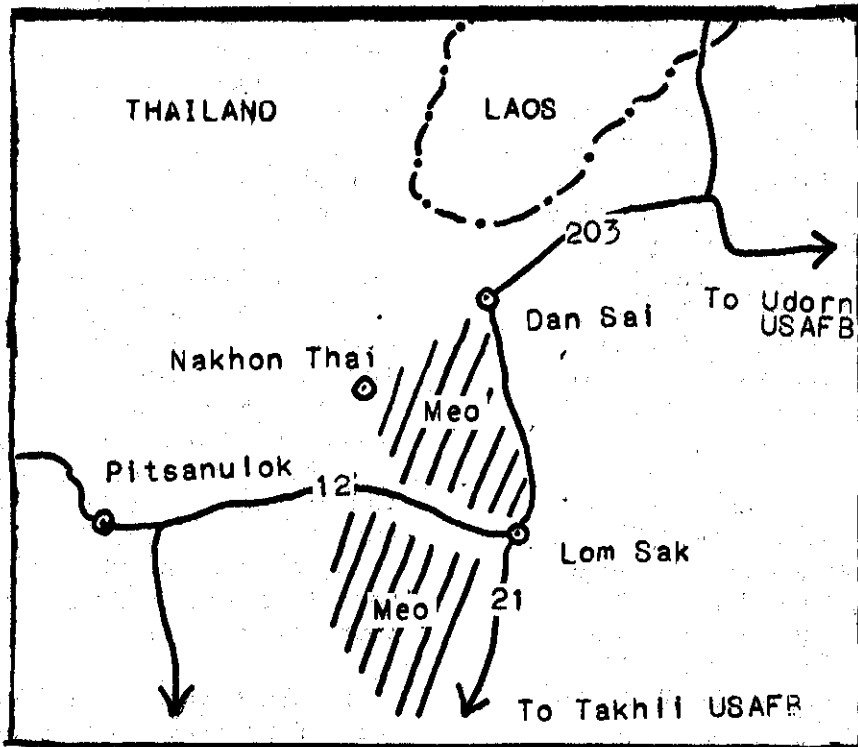 THAILAND
LAOS
203
Dan Sai
To Udorn
USAFB
Nakhon Thai
Meo
Pitsanulok
12
Lom Sak
Meo
21
To Takhli USAFB